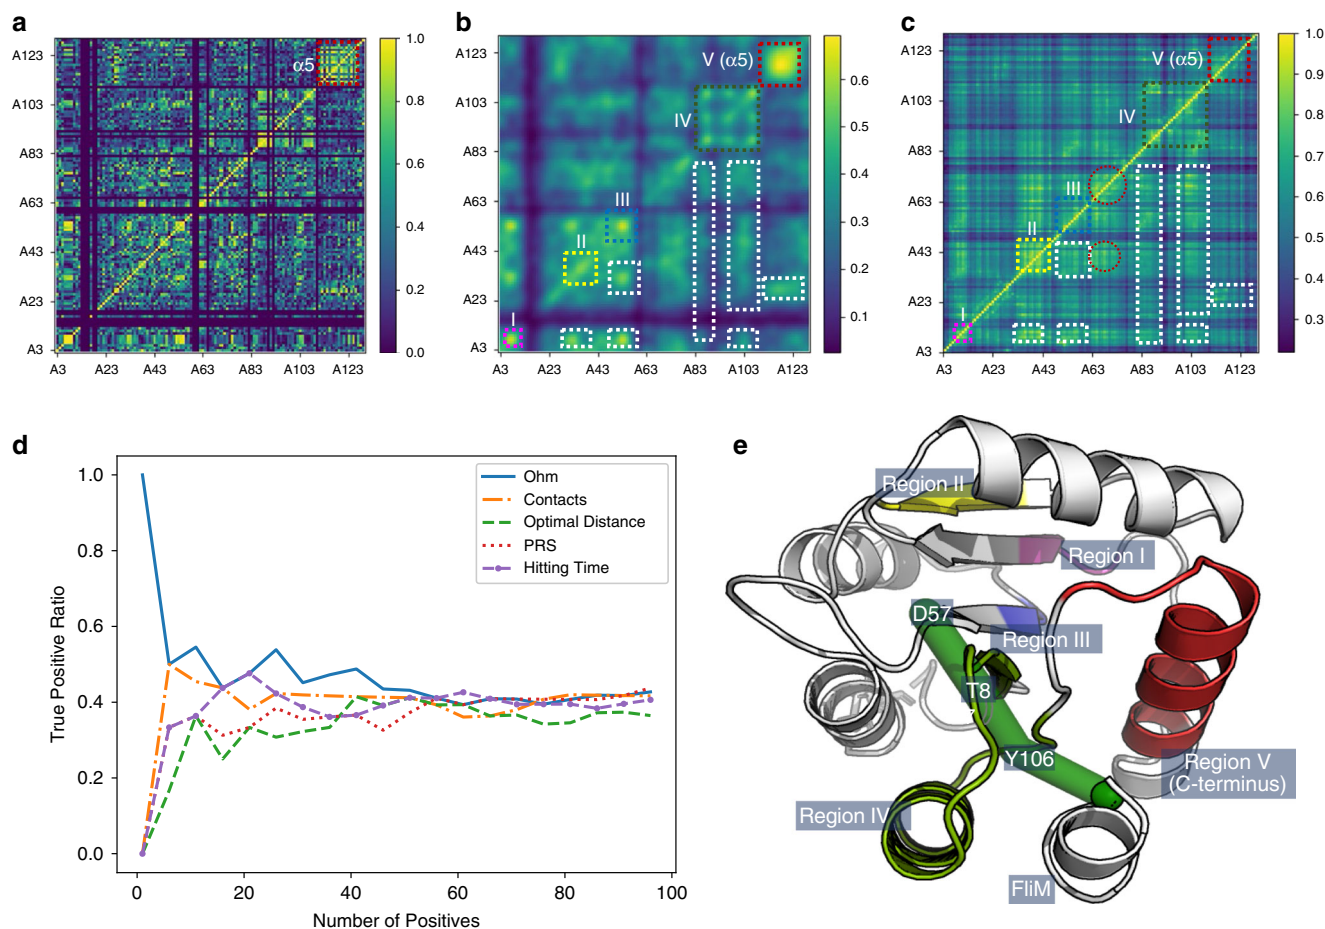 a
α5
A123
A103
A83
A63
A43
A23
A3
A3 A23 A43 A63 A83 A103 A123
1.0
0.8
0.6
0.4
0.2
0.0
b
V (α5)
IV
III
II
I
A123
A103
A83
A63
A43
A23
A3
A3 A23 A43 A63 A83 A103 A123
0.6
0.5
0.4
0.3
0.2
0.1
c
V (α5)
IV
III
II
I
A123
A103
A83
A63
A43
A23
A3
A3 A23 A43 A63 A83 A103 A123
1.0
0.9
0.8
0.7
0.6
0.5
0.4
0.3
d
True Positive Ratio
1.0
0.8
0.6
0.4
0.2
0.0
0 20 40 60 80 100
Number of Positives
Ohm
Contacts
Optimal Distance
PRS
Hitting Time
e
Region II
Region I
D57
Region III
T8
Y106
Region V
(C-terminus)
Region IV
FliM